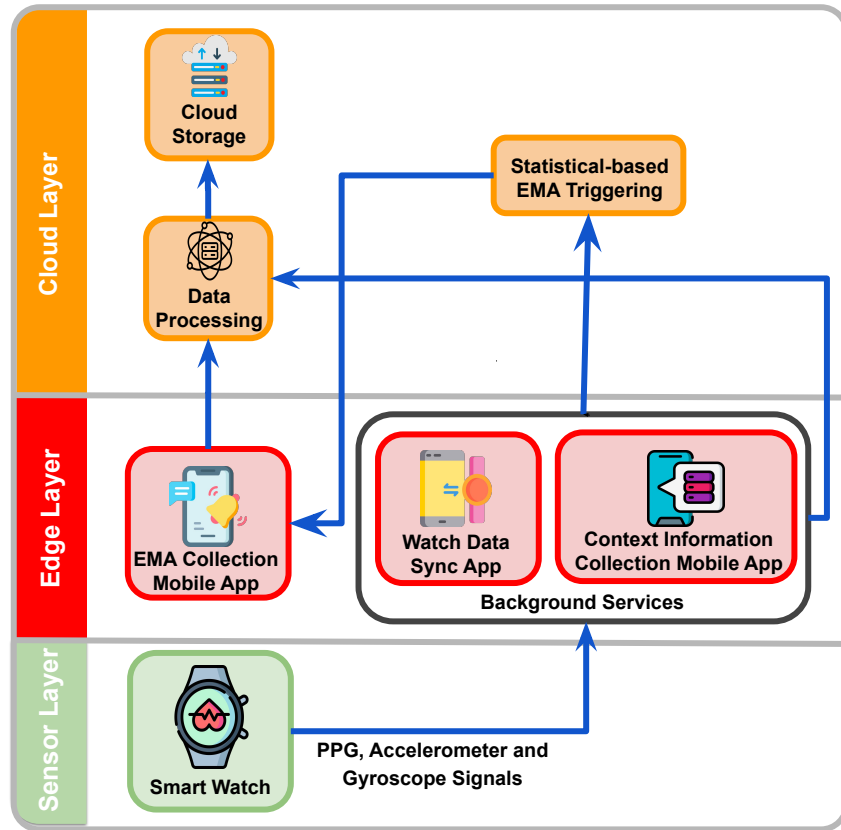 Cloud Layer
Cloud
Storage
Statistical-based
EMA Triggering
Data
Processing
Edge Layer
EMA Collection
Mobile App
Watch Data
Sync App
Context Information
Collection Mobile App
Background Services
Sensor Layer
Smart Watch
PPG, Accelerometer and
Gyroscope Signals